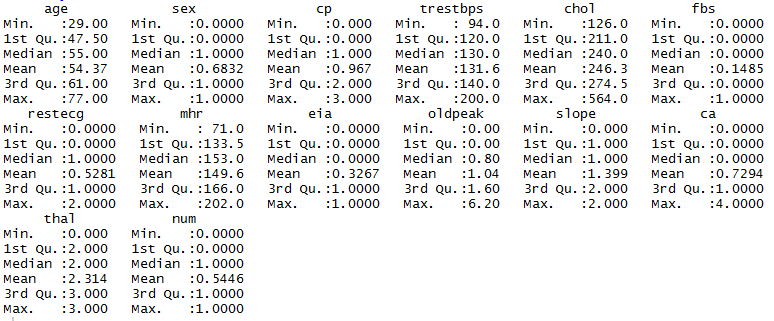 age sex cp trestbps chol fbs
Min. :29.00 Min. :0.0000 Min. :0.000 Min. : 94.0 Min. :126.0 Min. :0.0000
1st Qu.:47.50 1st Qu.:0.0000 1st Qu.:0.000 1st Qu.:120.0 1st Qu.:211.0 1st Qu.:0.0000
Median :55.00 Median :1.0000 Median :1.000 Median :130.0 Median :240.0 Median :0.0000
Mean :54.37 Mean :0.6832 Mean :0.967 Mean :131.6 Mean :246.3 Mean :0.1485
3rd Qu.:61.00 3rd Qu.:1.0000 3rd Qu.:2.000 3rd Qu.:140.0 3rd Qu.:274.5 3rd Qu.:0.0000
Max. :77.00 Max. :1.0000 Max. :3.000 Max. :200.0 Max. :564.0 Max. :1.0000
restecg mhr eia oldpeak slope ca
Min. :0.0000 Min. : 71.0 Min. :0.0000 Min. :0.00 Min. :0.000 Min. :0.0000
1st Qu.:0.0000 1st Qu.:133.5 1st Qu.:0.0000 1st Qu.:0.00 1st Qu.:1.000 1st Qu.:0.0000
Median :1.0000 Median :153.0 Median :0.0000 Median :0.80 Median :1.000 Median :0.0000
Mean :0.5281 Mean :149.6 Mean :0.3267 Mean :1.04 Mean :1.399 Mean :0.7294
3rd Qu.:1.0000 3rd Qu.:166.0 3rd Qu.:1.0000 3rd Qu.:1.60 3rd Qu.:2.000 3rd Qu.:1.0000
Max. :2.0000 Max. :202.0 Max. :1.0000 Max. :6.20 Max. :2.000 Max. :4.0000
thal num
Min. :0.000 Min. :0.0000
1st Qu.:2.000 1st Qu.:0.0000
Median :2.000 Median :1.0000
Mean :2.314 Mean :0.5446
3rd Qu.:3.000 3rd Qu.:1.0000
Max. :3.000 Max. :1.0000